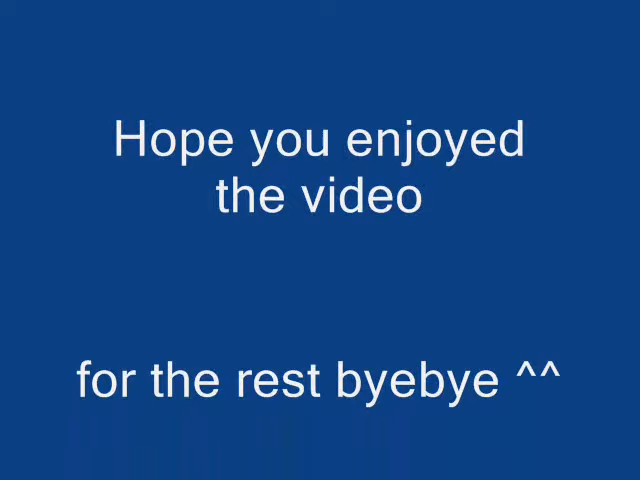 Hope you enjoyed
the video
for the rest byebye ^^